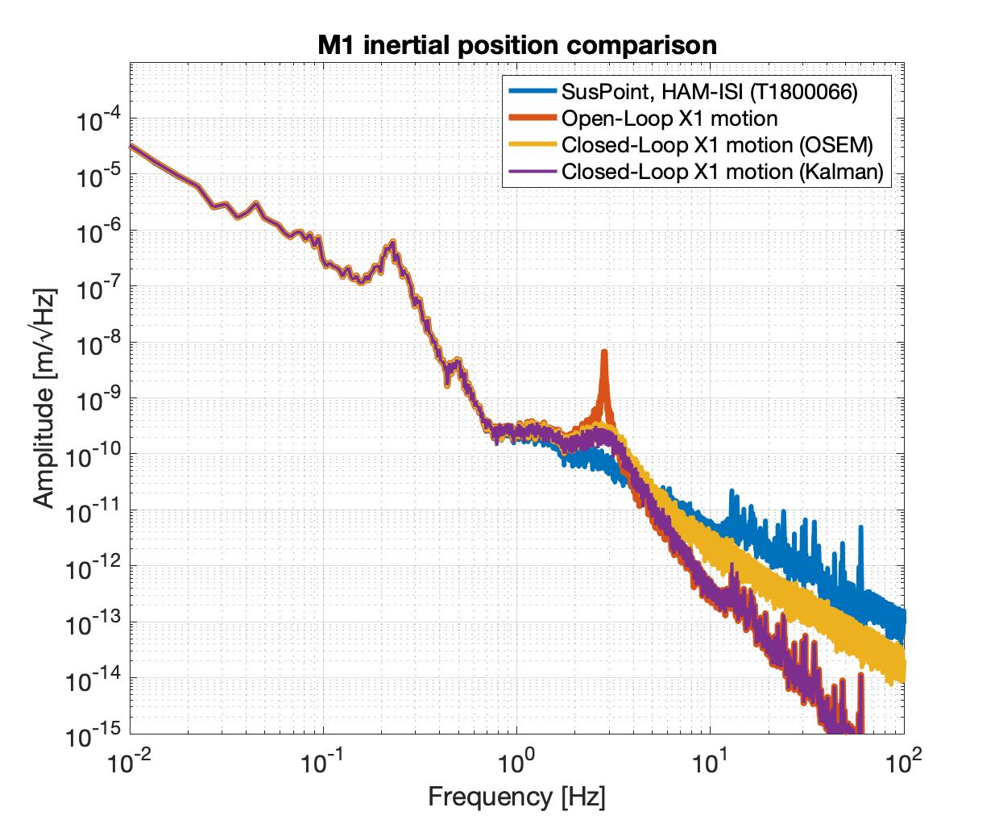 M1 inertial position comparison
SusPoint, HAM-ISI (T1800066)
Open-Loop X1 motion
Closed-Loop X1 motion (OSEM)
Closed-Loop X1 motion (Kalman)
Amplitude [m/√Hz]
10^-4
10^-5
10^-6
10^-7
10^-8
10^-9
10^-10
10^-11
10^-12
10^-13
10^-14
10^-15
10^-2 10^-1 10^0 10^1 10^2
Frequency [Hz]